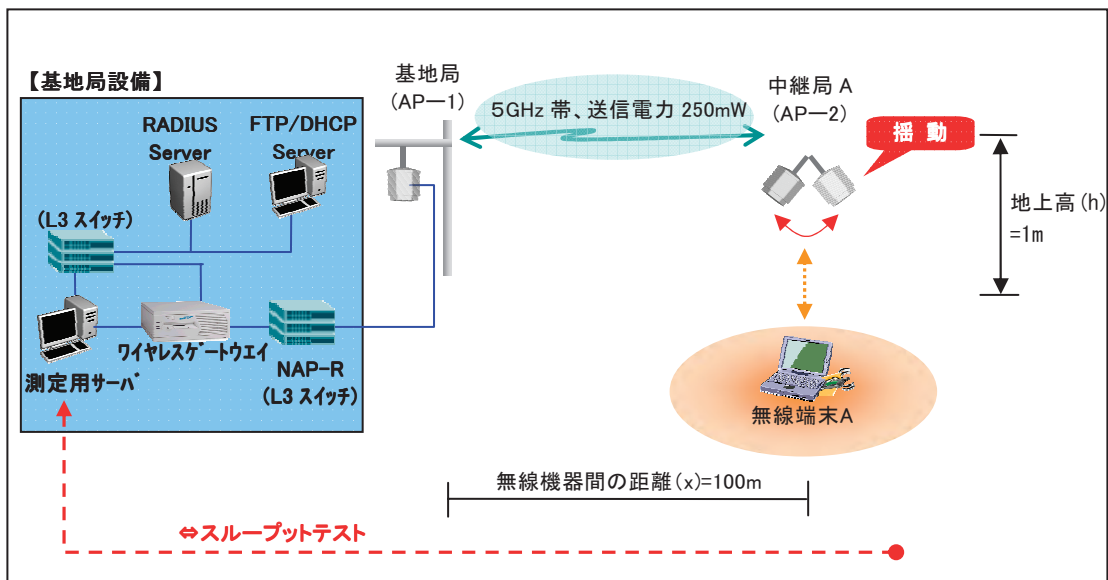 【基地局設備】
RADIUS
Server
FTP/DHCP
Server
(L3 スイッチ)
測定用サーバ
ワイヤレスゲートウエイ
NAP-R
(L3 スイッチ)
基地局
(AP－1)
5GHz 帯、送信電力 250mW
中継局 A
(AP－2)
揺 動
地上高(h)
=1m
無線端末A
無線機器間の距離(x)=100m
⇔スループットテスト